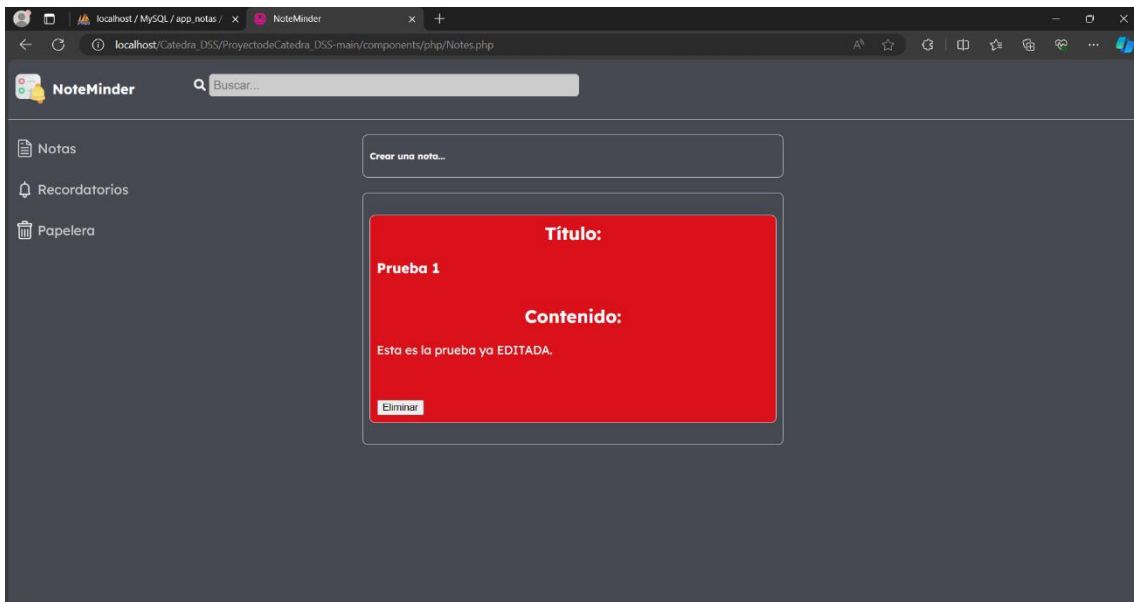 localhost / MySQL / app_notas /
NoteMinder
localhost/Catedra_DSS/ProyectodeCatedra_DSS-main/components/php/Notes.php
NoteMinder
Buscar...
Notas
Recordatorios
Papelera
Crear una nota...
Título:
Prueba 1
Contenido:
Esta es la prueba ya EDITADA.
Eliminar